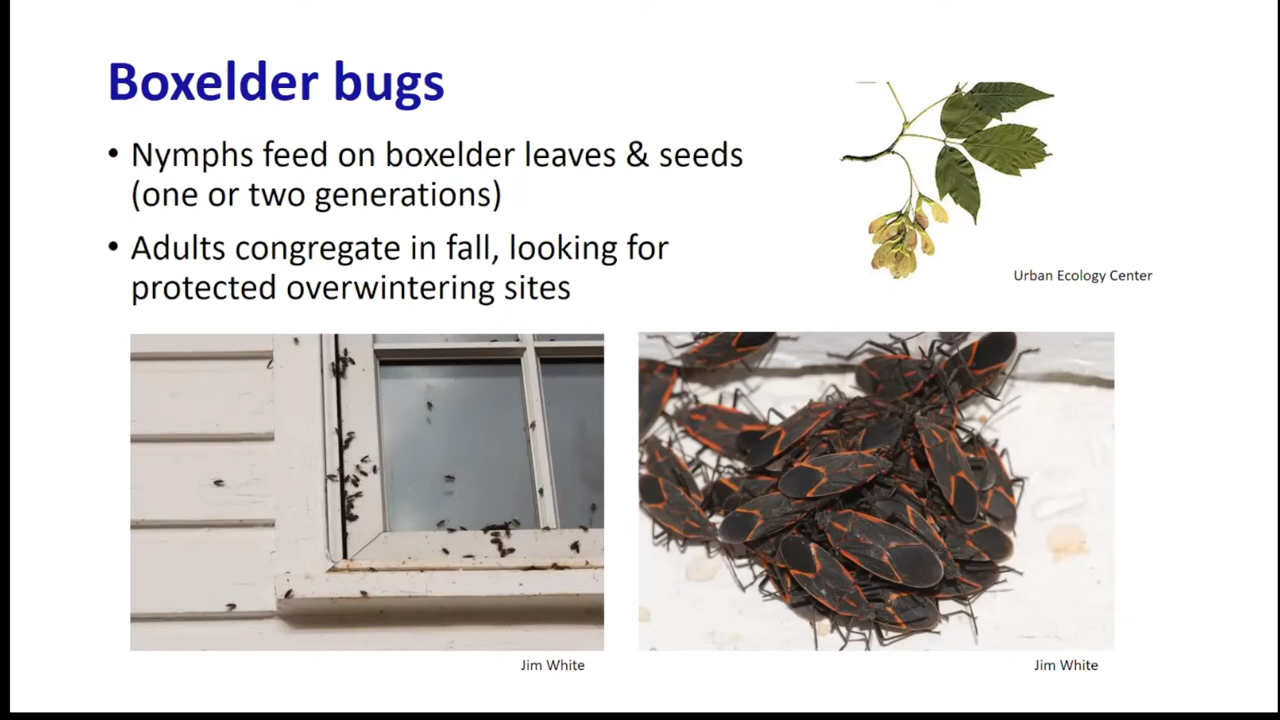 Boxelder bugs
• Nymphs feed on boxelder leaves & seeds
(one or two generations)
• Adults congregate in fall, looking for
protected overwintering sites
Urban Ecology Center
Jim White
Jim White